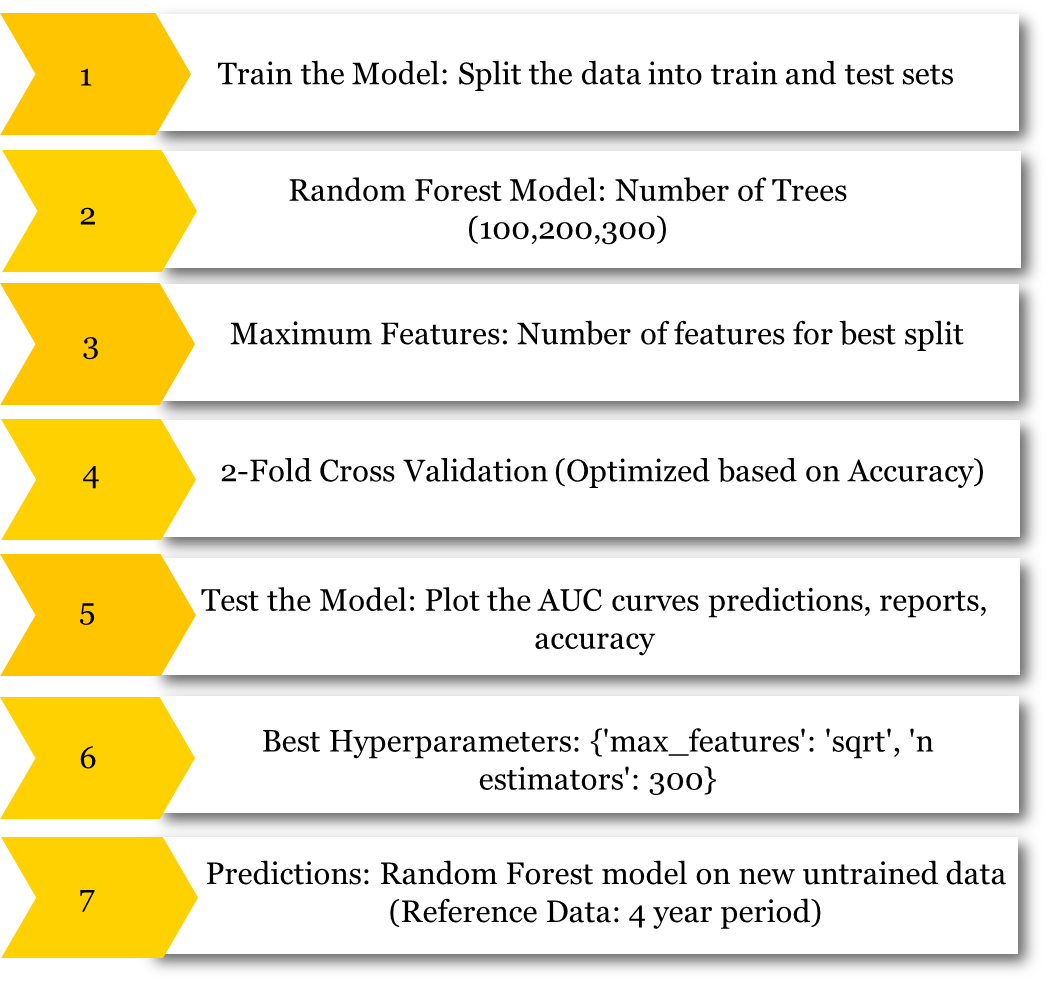 1
Train the Model: Split the data into train and test sets
2
Random Forest Model: Number of Trees
(100,200,300)
3
Maximum Features: Number of features for best split
4
2-Fold Cross Validation (Optimized based on Accuracy)
5
Test the Model: Plot the AUC curves predictions, reports,
accuracy
6
Best Hyperparameters: {'max_features': 'sqrt', 'n
estimators': 300}
7
Predictions: Random Forest model on new untrained data
(Reference Data: 4 year period)